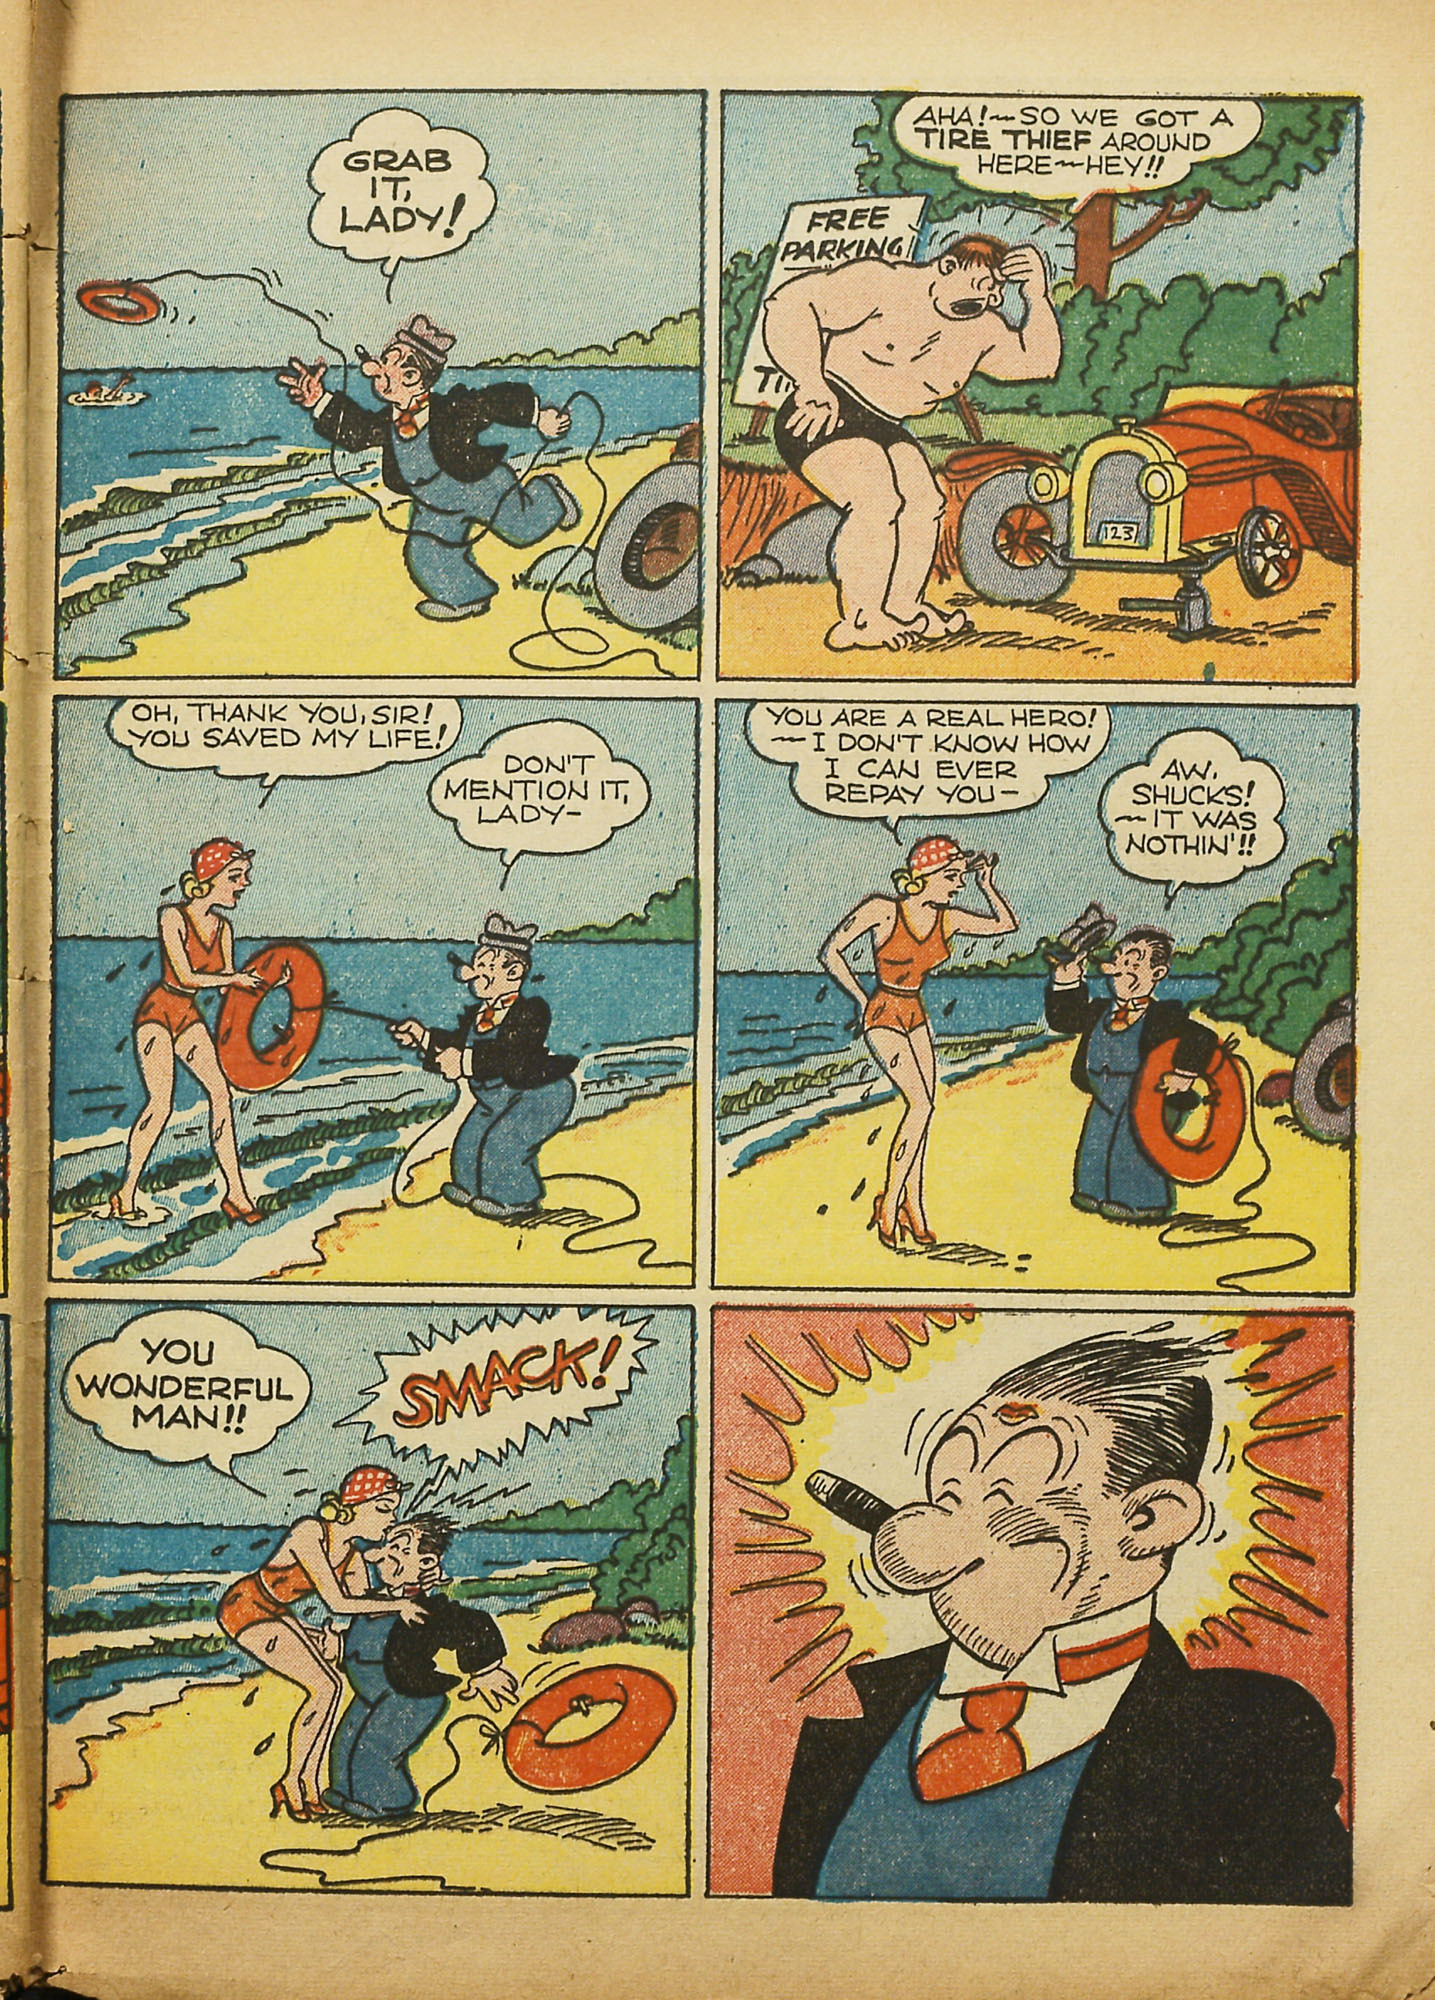 GRAB
IT,
LADY!
AHA!~SO WE GOT A
TIRE THIEF AROUND
HERE~HEY!!
FREE
PARKING
TI
123
OH, THANK YOU, SIR!
YOU SAVED MY LIFE!
DON'T
MENTION IT,
LADY-
YOU ARE A REAL HERO!
~I DON'T KNOW HOW
I CAN EVER
REPAY YOU-
AW,
SHUCKS!
~IT WAS
NOTHIN'!!
YOU
WONDERFUL
MAN!!
SMACK!